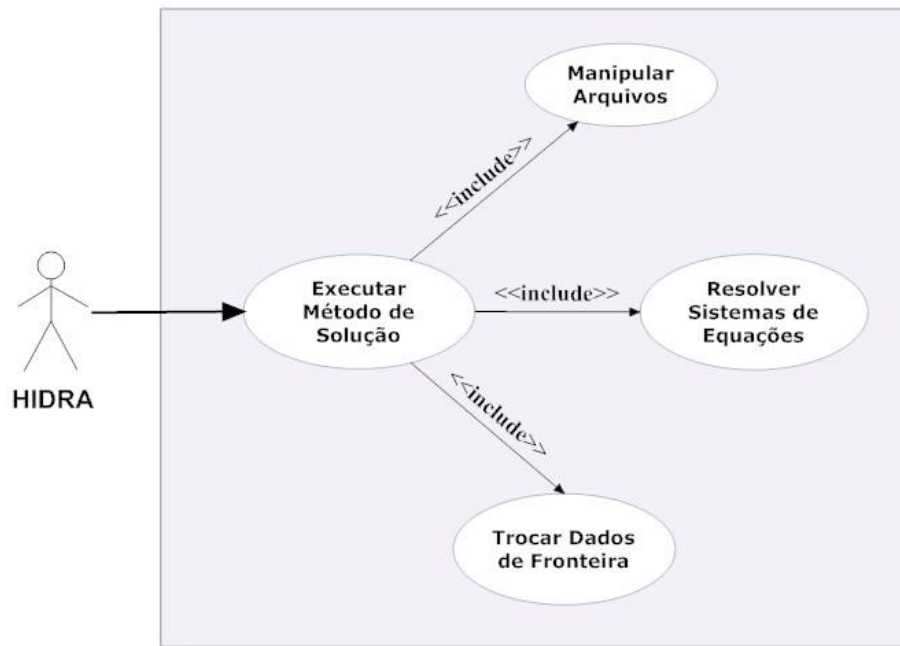 Manipular
Arquivos
<<include>>
Executar
Método de
Solução
<<include>>
Resolver
Sistemas de
Equações
HIDRA
<<include>>
Trocar Dados
de Fronteira